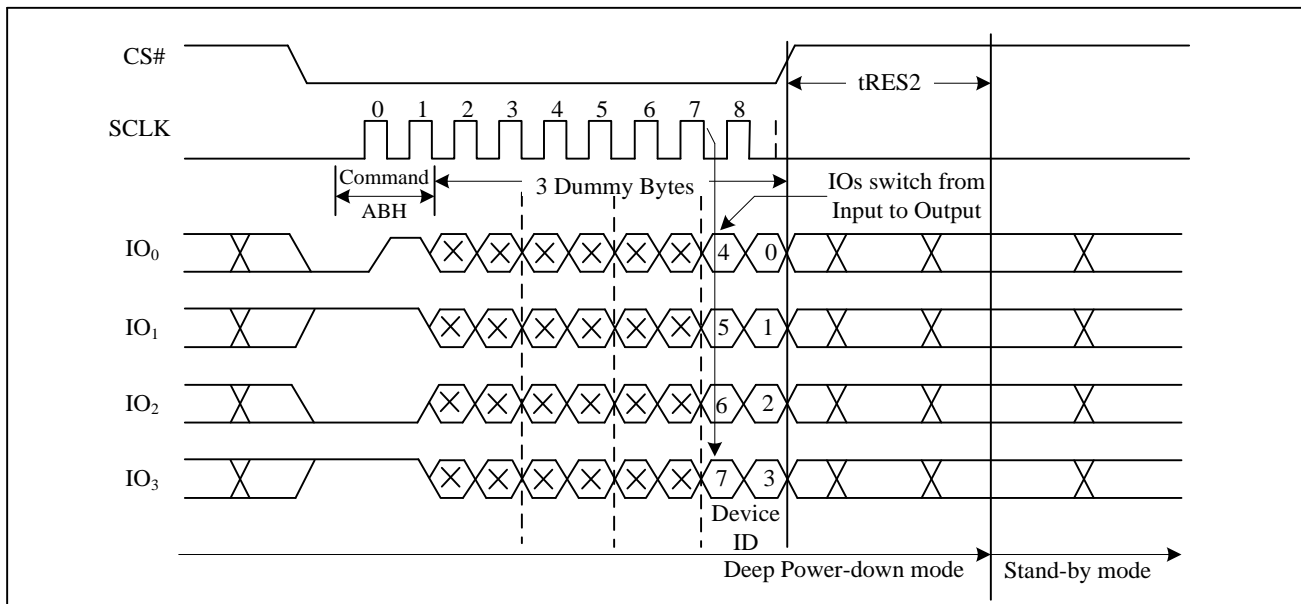 CS#
tRES2
0 1 2 3 4 5 6 7 8
SCLK
Command
ABH
3 Dummy Bytes
IOs switch from
Input to Output
IO0
4 0
IO1
5 1
IO2
6 2
IO3
7 3
Device
ID
Deep Power-down mode
Stand-by mode